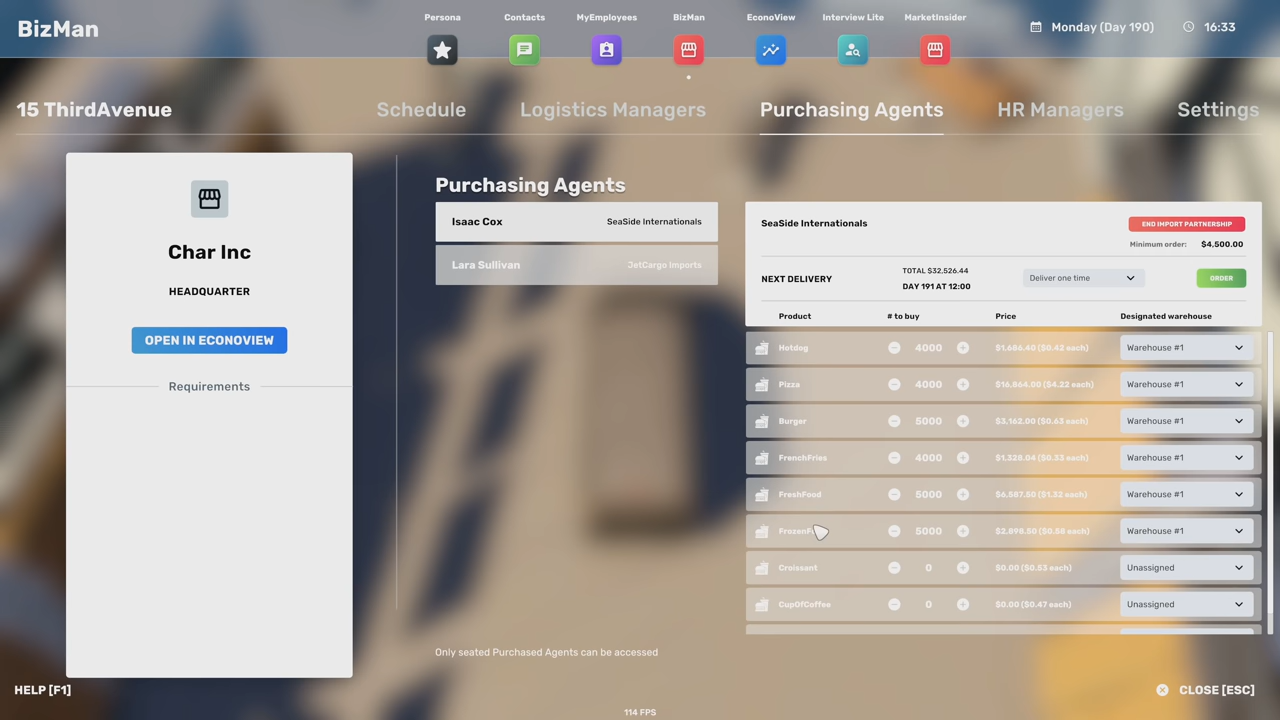 BizMan
Persona
Contacts
MyEmployees
BizMan
EconoView
Interview Lite
MarketInsider
Monday (Day 190)
16:33
15 ThirdAvenue
Schedule
Logistics Managers
Purchasing Agents
HR Managers
Settings
Char Inc
HEADQUARTER
OPEN IN ECONOVIEW
Requirements
Purchasing Agents
Isaac Cox SeaSide Internationals
Lara Sullivan JetCargo Imports
Only seated Purchased Agents can be accessed
SeaSide Internationals
END IMPORT PARTNERSHIP
Minimum order: $4,500.00
NEXT DELIVERY
TOTAL $32,526.44
DAY 191 AT 12:00
Deliver one time
ORDER
Product # to buy Price Designated warehouse
Hotdog 4000 $1,686.40 ($0.42 each) Warehouse #1
Pizza 4000 $16,864.00 ($4.22 each) Warehouse #1
Burger 5000 $3,162.00 ($0.63 each) Warehouse #1
FrenchFries 4000 $1,328.04 ($0.33 each) Warehouse #1
FreshFood 5000 $6,587.50 ($1.32 each) Warehouse #1
5000 $2,898.50 ($0.58 each) Warehouse #1
Croissant 0 $0.00 ($0.53 each) Unassigned
CupOfCoffee 0 $0.00 ($0.47 each) Unassigned
HELP [F1]
CLOSE [ESC]
114 FPS